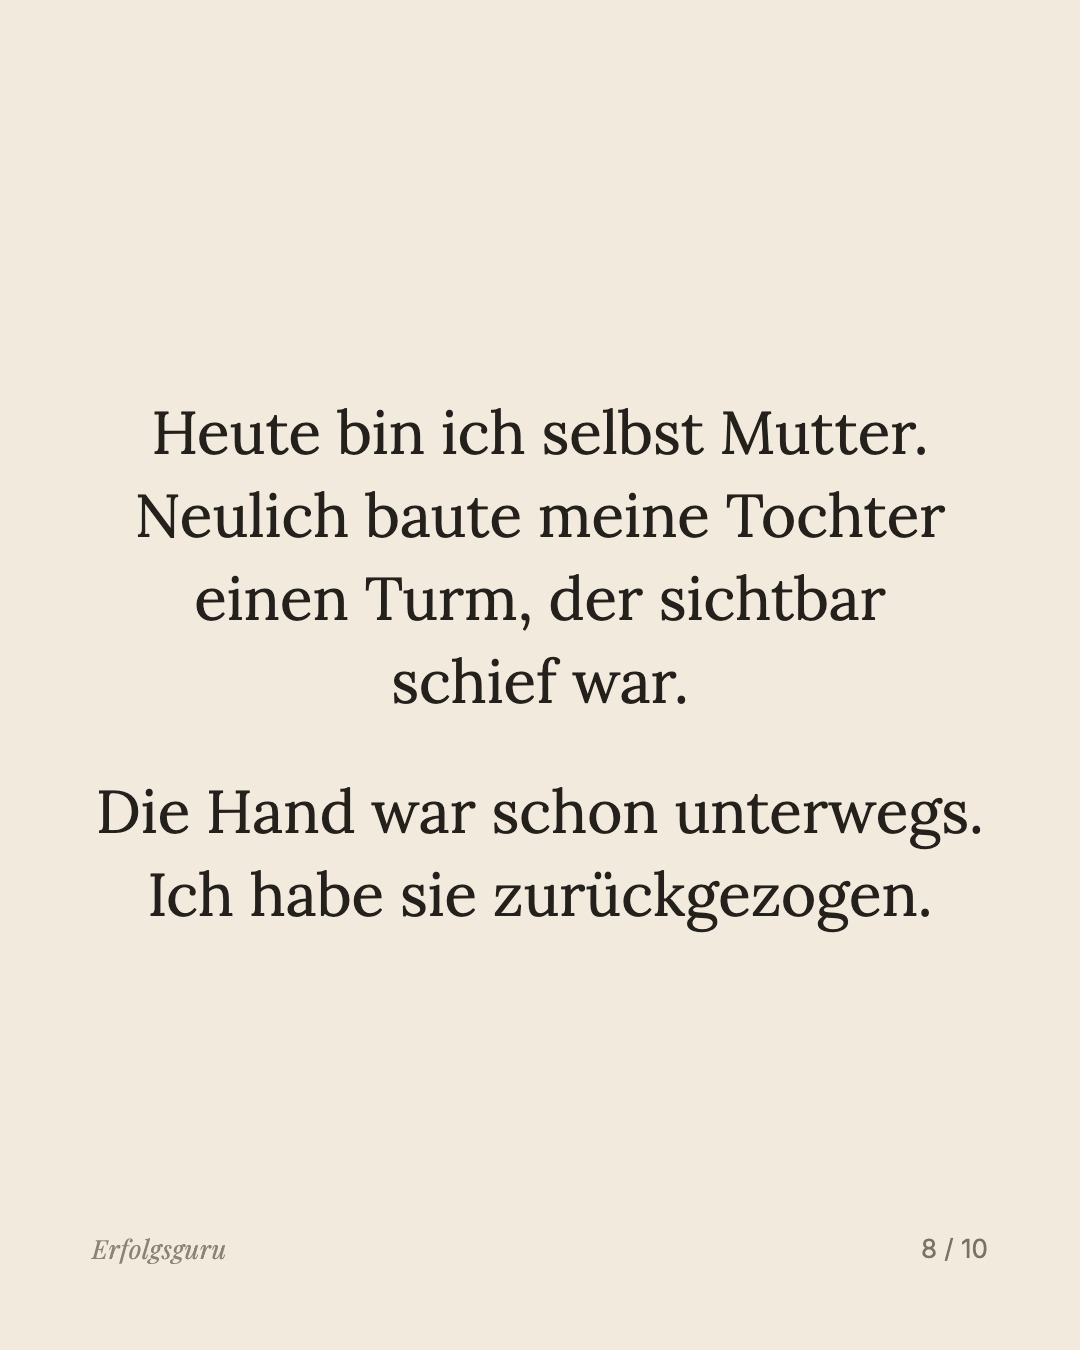 Heute bin ich selbst Mutter.
Neulich baute meine Tochter
einen Turm, der sichtbar
schief war.
Die Hand war schon unterwegs.
Ich habe sie zurückgezogen.
Erfolgsguru
8 / 10